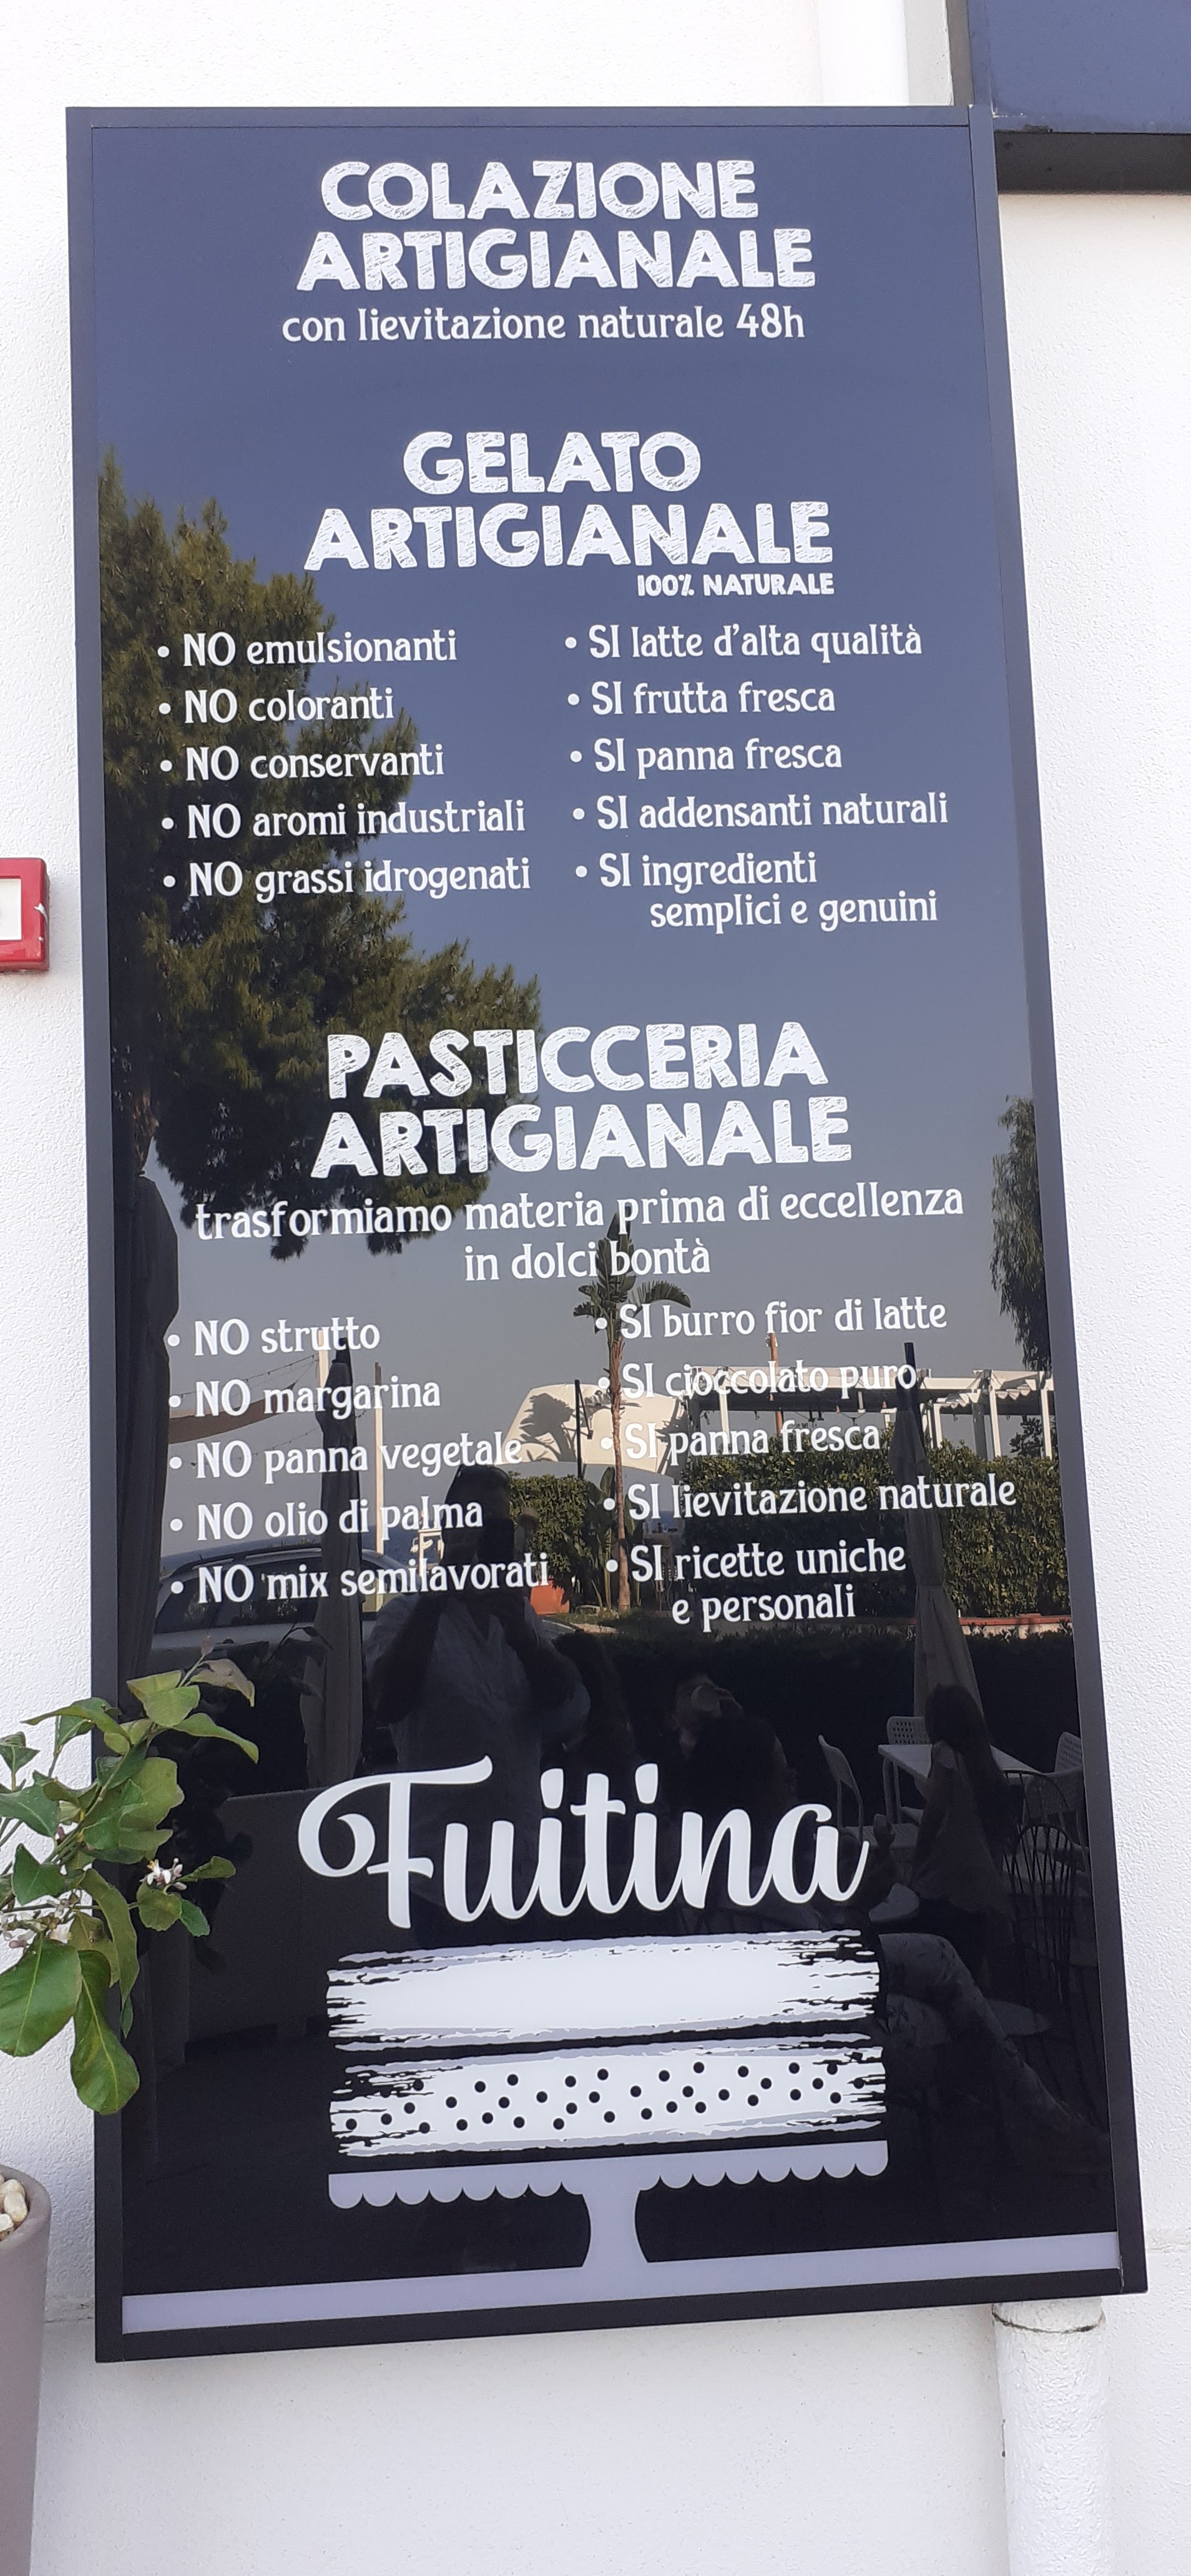 COLAZIONE
ARTIGIANALE
con lievitazione naturale 48h
GELATO
ARTIGIANALE
100% NATURALE
• NO emulsionanti
• NO coloranti
• NO conservanti
• NO aromi industriali
• NO grassi idrogenati
• SI latte d'alta qualità
• SI frutta fresca
• SI panna fresca
• SI addensanti naturali
• SI ingredienti
semplici e genuini
PASTICCERIA
ARTIGIANALE
trasformiamo materia prima di eccellenza
in dolci bontà
• NO strutto
• NO margarina
• NO panna vegetale
• NO olio di palma
• NO mix semilavorati
• SI burro fior di latte
• SI cioccolato puro
• SI panna fresca
• SI lievitazione naturale
• SI ricette uniche
e personali
Fuitina